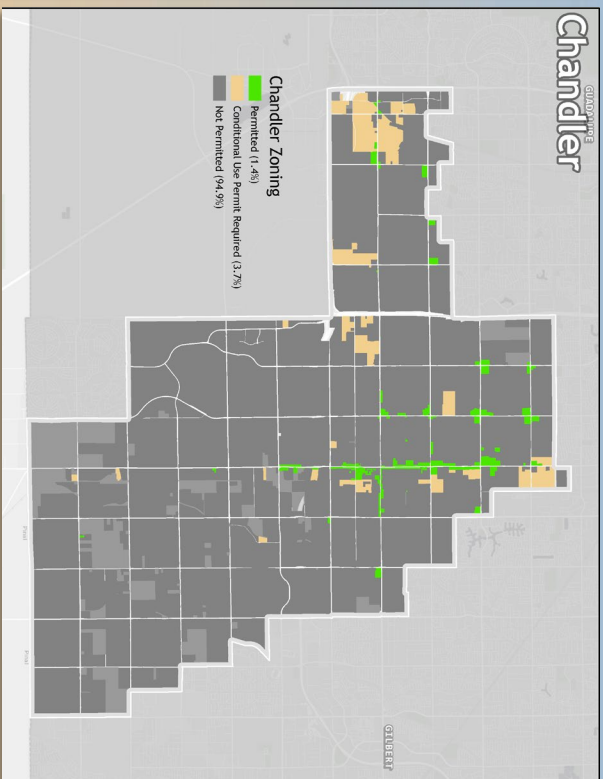 Chandler
GUADALUPE
Chandler Zoning
Permitted (1.4%)
Conditional Use Permit Required (3.7%)
Not Permitted (94.9%)
GILBERT